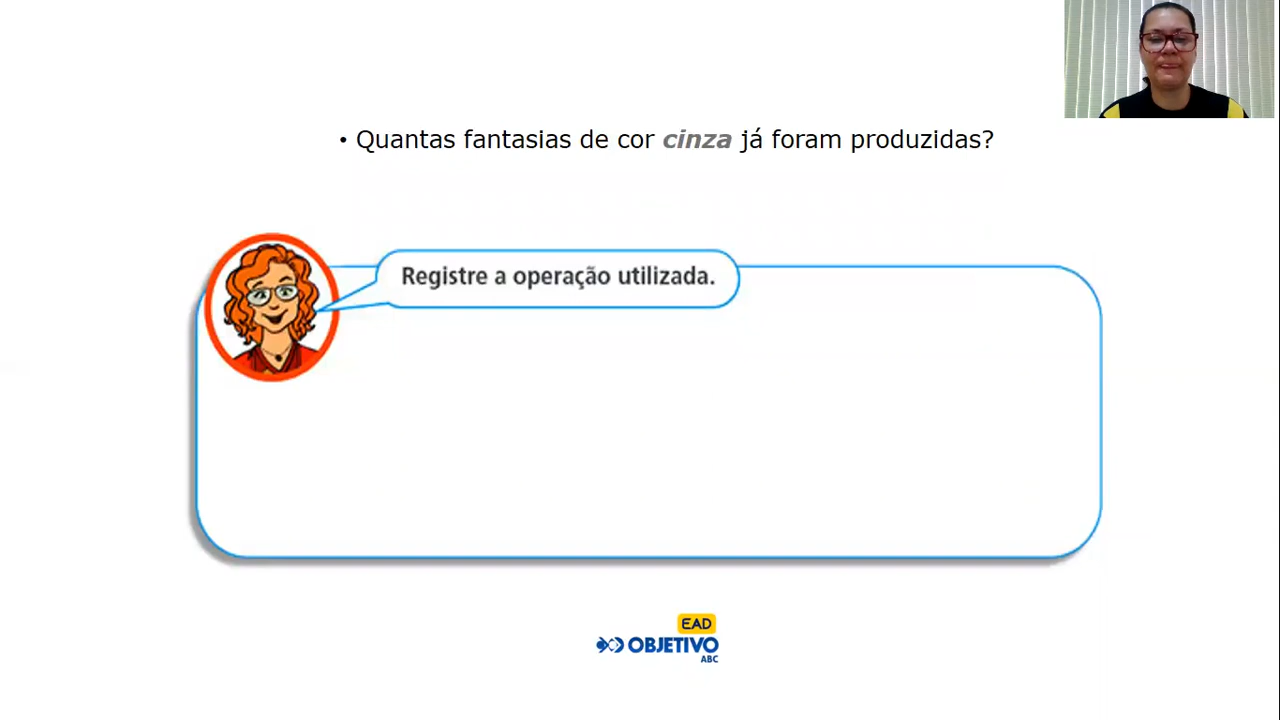 • Quantas fantasias de cor cinza já foram produzidas?
Registre a operação utilizada.
EAD
OBJETIVO
ABC